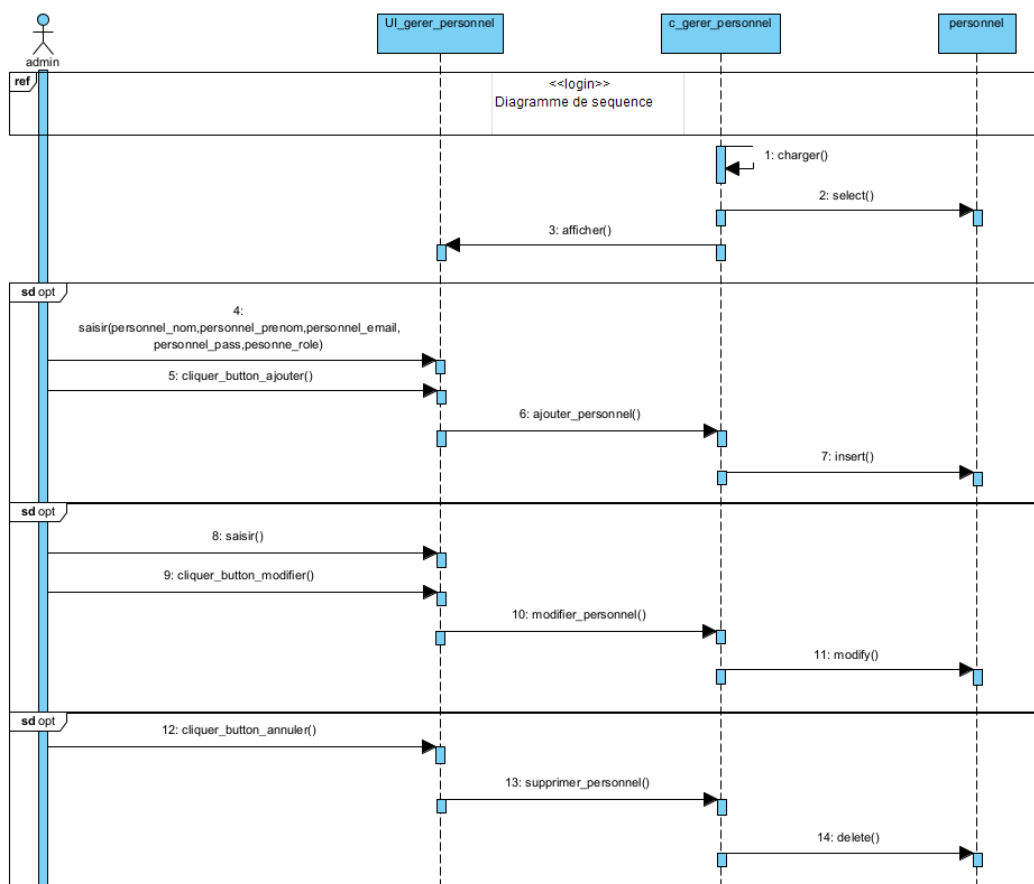 UI_gerer_personnel
c_gerer_personnel
personnel
admin
ref
<<login>>
Diagramme de sequence
1: charger()
2: select()
3: afficher()
sd opt
4:
saisir(personnel_nom,personnel_prenom,personnel_email,
personnel_pass,pesonne_role)
5: cliquer_button_ajouter()
6: ajouter_personnel()
7: insert()
sd opt
8: saisir()
9: cliquer_button_modifier()
10: modifier_personnel()
11: modify()
sd opt
12: cliquer_button_annuler()
13: supprimer_personnel()
14: delete()